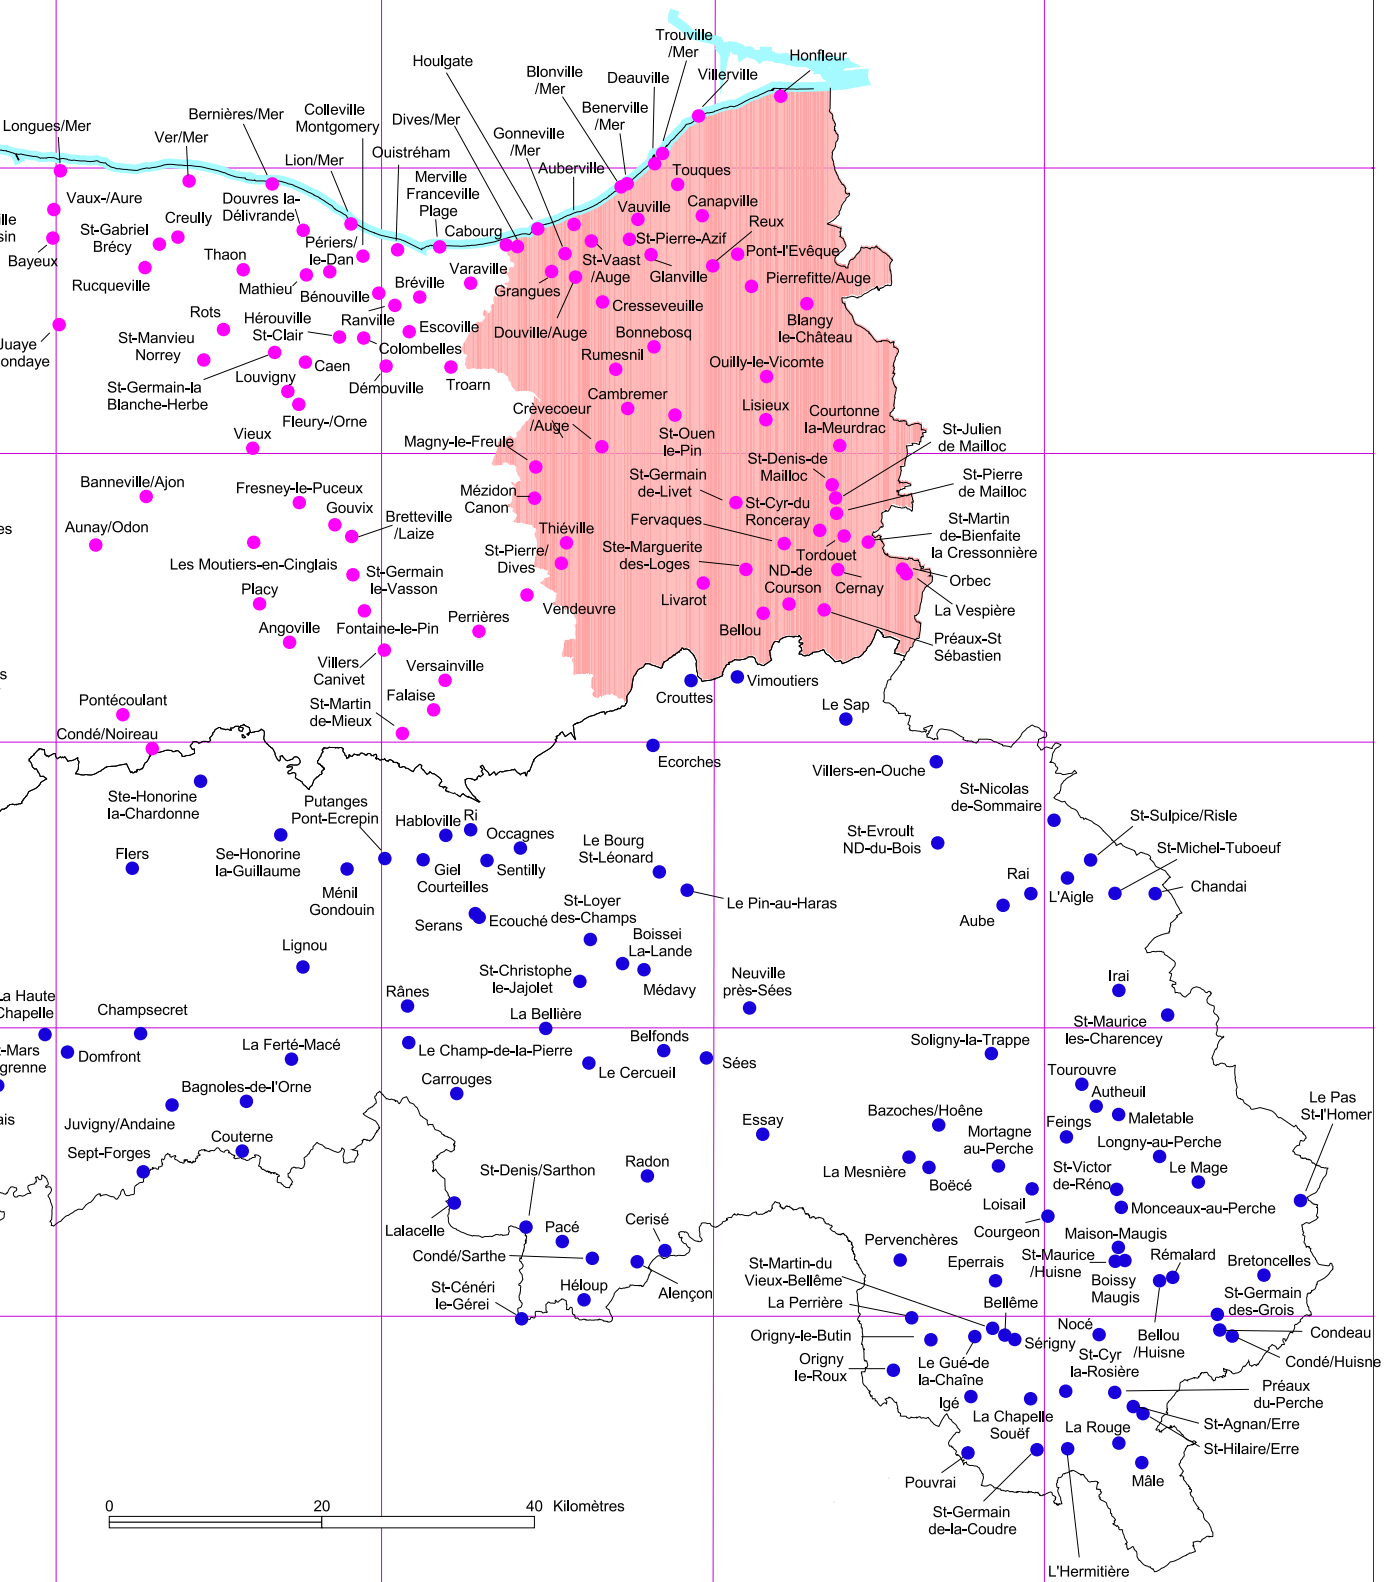 Trouville
/Mer
Honfleur
Houlgate
Blonville
/Mer
Deauville
Villerville
Benerville
/Mer
Colleville
Montgomery
Bernières/Mer
Dives/Mer
Longues/Mer
Ver/Mer
Gonneville
/Mer
Lion/Mer
Ouistréham
Auberville
Touques
Merville
Franceville
Plage
Vaux-/Aure
Douvres la-
Délivrande
Creully
St-Gabriel
Brécy
Vauville
Canapville
Reux
Cabourg
St-Pierre-Azif
Pont-l'Evêque
ille
sin
Bayeux
Périers/
le-Dan
Thaon
St-Vaast
/Auge
Glanville
Varaville
Pierrefitte/Auge
Rucqueville
Mathieu
Bréville
Grangues
Bénouville
Cresseveuille
Rots
Hérouville
St-Clair
Ranville
Escoville
Douville/Auge
Bonnebosq
Blangy
le-Château
Juaye
ondaye
St-Manvieu
Norrey
Colombelles
Rumesnil
Ouilly-le-Vicomte
Caen
Louvigny
St-Germain-la
Blanche-Herbe
Démouville
Troarn
Cambremer
Crèvecoeur
/Auge
Lisieux
Courtonne
la-Meurdrac
Fleury-/Orne
Vieux
Magny-le-Freule
St-Ouen
le-Pin
St-Julien
de Mailloc
St-Denis-de
Mailloc
Banneville/Ajon
Fresney-le-Puceux
Mézidon
Canon
St-Germain
de-Livet
St-Pierre
de Mailloc
Gouvix
St-Cyr-du
Ronceray
es
Aunay/Odon
Bretteville
/Laize
Thiéville
Fervaques
St-Martin
de-Bienfaite
la Cressonnière
Les Moutiers-en-Cinglais
St-Pierre/
Dives
Ste-Marguerite
des-Loges
Tordouet
St-Germain
le-Vasson
ND-de
Courson
Cernay
Orbec
Placy
Livarot
La Vespière
Vendeuvre
Angoville
Fontaine-le-Pin
Perrières
Bellou
Préaux-St
Sébastien
Villers
Canivet
Versainville
s
Crouttes
Vimoutiers
Falaise
Pontécoulant
St-Martin
de-Mieux
Le Sap
Condé/Noireau
Ecorches
Villers-en-Ouche
Ste-Honorine
la-Chardonne
Putanges
Pont-Ecrepin
St-Nicolas
de-Sommaire
Habloville
Ri
Occagnes
Le Bourg
St-Léonard
St-Evroult
ND-du-Bois
St-Sulpice/Risle
Flers
Se-Honorine
la-Guillaume
Giel
Courteilles
Sentilly
St-Michel-Tuboeuf
Ménil
Gondouin
Rai
L'Aigle
Chandai
St-Loyer
des-Champs
Le Pin-au-Haras
Aube
Serans
Ecouché
Lignou
Boissei
La-Lande
St-Christophe
le-Jajolet
Médavy
Neuville
près-Sées
Irai
a Haute
Chapelle
Champsecret
Rânes
La Bellière
St-Maurice
les-Charencey
t-Mars
grenne
Domfront
La Ferté-Macé
Le Champ-de-la-Pierre
Belfonds
Soligny-la-Trappe
Le Cercueil
Sées
Tourouvre
Bagnoles-de-l'Orne
Carrouges
Autheuil
Le Pas
St-l'Homer
ais
Juvigny/Andaine
Essay
Bazoches/Hoêne
Feings
Maletable
Couterne
Mortagne
au-Perche
Longny-au-Perche
Sept-Forges
St-Denis/Sarthon
Radon
La Mesnière
Boëcé
St-Victor
de-Réno
Le Mage
Loisail
Monceaux-au-Perche
Lalacelle
Pacé
Cerisé
Courgeon
Maison-Maugis
Condé/Sarthe
Pervenchères
St-Maurice
/Huisne
Rémalard
Bretoncelles
St-Martin-du
Vieux-Bellême
Eperrais
Boissy
Maugis
St-Cénéri
le-Gérei
Héloup
Alençon
St-Germain
des-Grois
La Perrière
Bellême
Nocé
Bellou
/Huisne
Condeau
Origny-le-Butin
Sérigny
Condé/Huisne
Origny
le-Roux
Le Gué-de
la-Chaîne
St-Cyr
la-Rosière
Préaux
du-Perche
Igé
La Chapelle
Souëf
La Rouge
St-Agnan/Erre
St-Hilaire/Erre
Pouvrai
Mâle
St-Germain
de-la-Coudre
L'Hermitière
0 20 40 Kilomètres